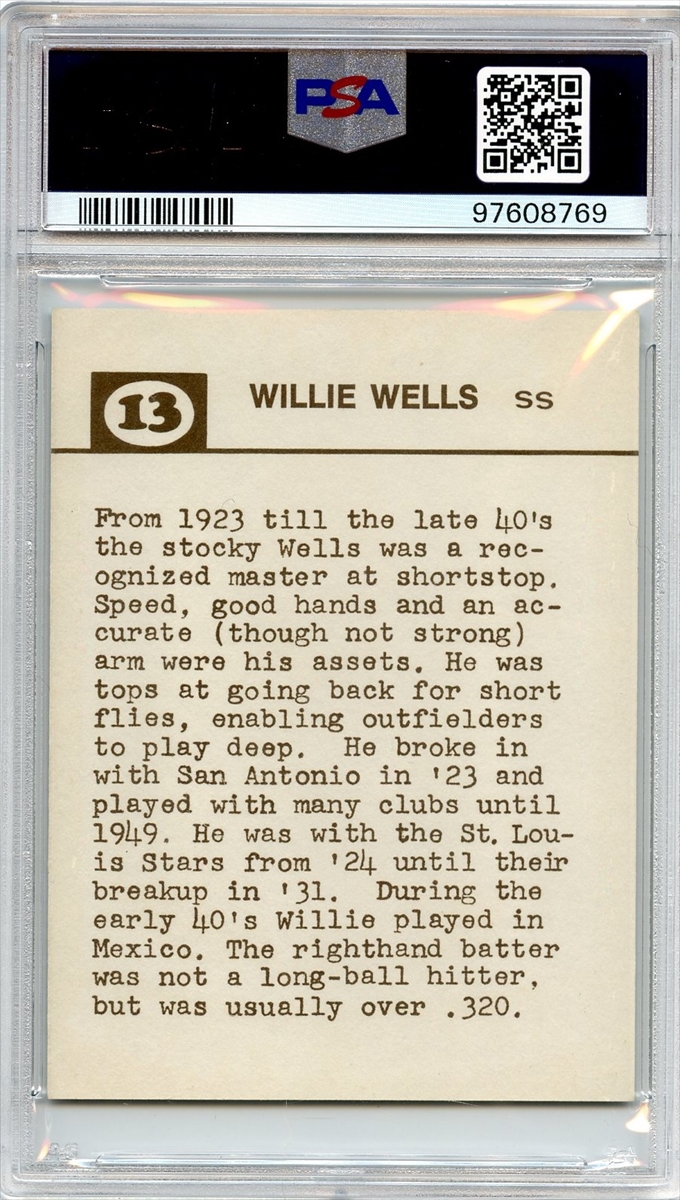 PSA
97608769
13 WILLIE WELLS SS
From 1923 till the late 40's
the stocky Wells was a rec-
ognized master at shortstop.
Speed, good hands and an ac-
curate (though not strong)
arm were his assets. He was
tops at going back for short
flies, enabling outfielders
to play deep. He broke in
with San Antonio in '23 and
played with many clubs until
1949. He was with the St. Lou-
is Stars from '24 until their
breakup in '31. During the
early 40's Willie played in
Mexico. The righthand batter
was not a long-ball hitter,
but was usually over .320.